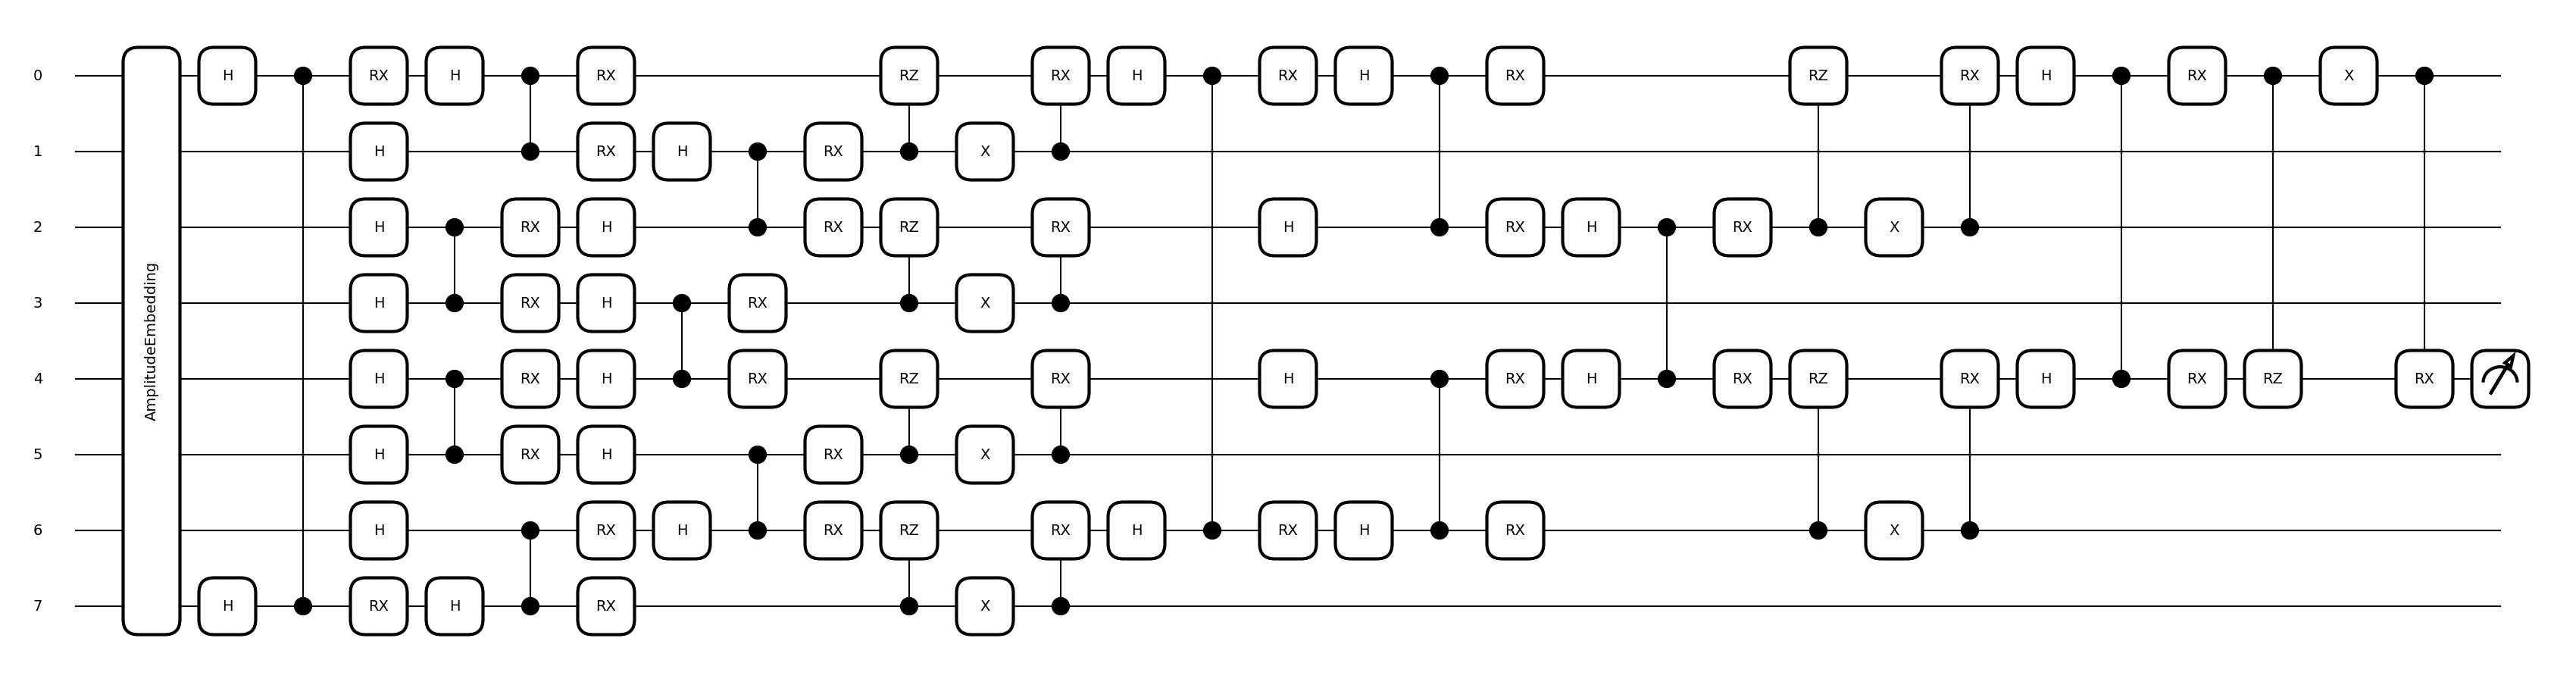 0 H RX H RX RZ RX H RX H RX RZ RX H RX X
1 H RX H RX X
2 H RX H RX RZ RX H RX H RX X
3 H RX H RX X
4 H RX H RX RZ RX H RX H RX RZ RX H RX RZ RX
5 H RX H RX X
6 H RX H RX RZ RX H RX H RX X
7 H RX H RX X
AmplitudeEmbedding